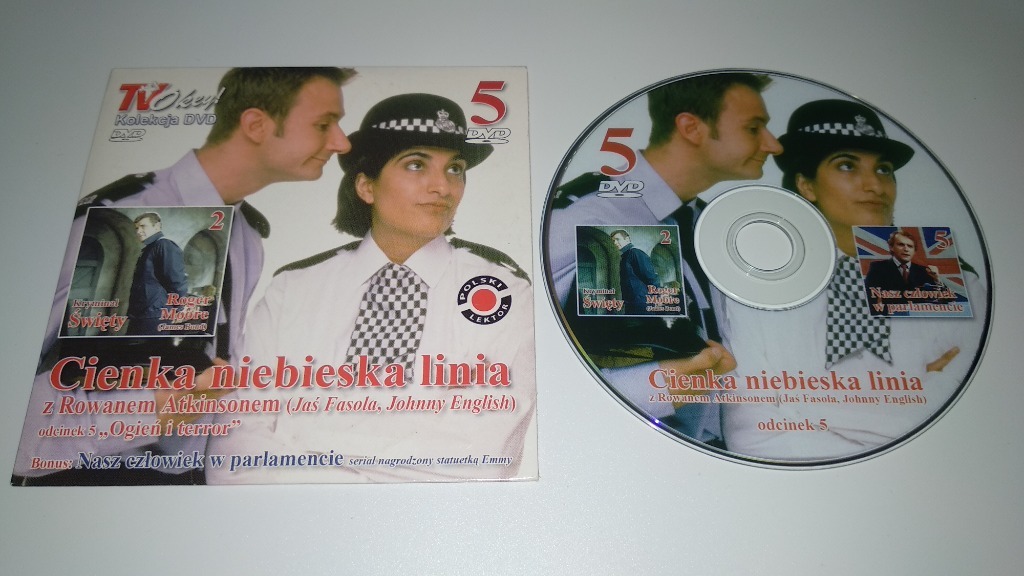 TV Okey!
Kolekcja DVD
DVD
5
DVD
2
Kryminał
Święty
Roger
Moore
(James Bond)
POLSKI
LEKTOR
Cienka niebieska linia
z Rowanem Atkinsonem (Jaś Fasola, Johnny English)
odcinek 5 „Ogień i terror”
Bonus: Nasz człowiek w parlamencie serial nagrodzony statuetką Emmy
5
DVD
2
Kryminał
Święty
Roger
Moore
(James Bond)
5
Nasz człowiek
w parlamencie
Cienka niebieska linia
z Rowanem Atkinsonem (Jaś Fasola, Johnny English)
odcinek 5